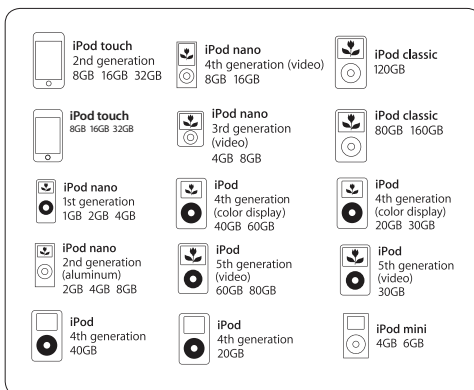 iPod touch
2nd generation
8GB 16GB 32GB
iPod nano
4th generation (video)
8GB 16GB
iPod classic
120GB
iPod touch
8GB 16GB 32GB
iPod nano
3rd generation
(video)
4GB 8GB
iPod classic
80GB 160GB
iPod nano
1st generation
1GB 2GB 4GB
iPod
4th generation
(color display)
40GB 60GB
iPod
4th generation
(color display)
20GB 30GB
iPod nano
2nd generation
(aluminum)
2GB 4GB 8GB
iPod
5th generation
(video)
60GB 80GB
iPod
5th generation
(video)
30GB
iPod
4th generation
40GB
iPod
4th generation
20GB
iPod mini
4GB 6GB